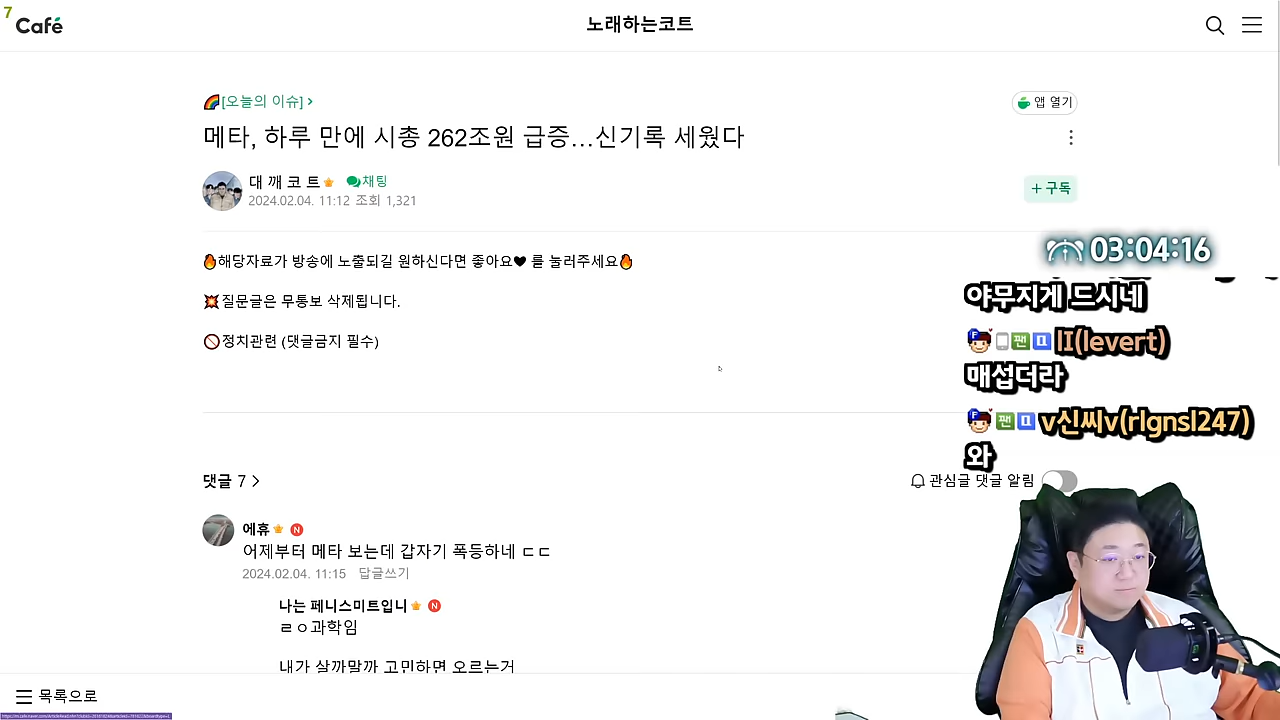 7
Café
노래하는코트
🌈[오늘의 이슈] >
앱 열기
메타, 하루 만에 시총 262조원 급증…신기록 세웠다
대 깨 코 트 채팅
2024.02.04. 11:12 조회 1,321
+ 구독
🔥해당자료가 방송에 노출되길 원하신다면 좋아요🖤 를 눌러주세요🔥
03:04:16
💥질문글은 무통보 삭제됩니다.
야무지게 드시네
🚫정치관련 (댓글금지 필수)
팬 lI(levert)
매섭더라
팬 v신씨v(rlgnsl247)
와
댓글 7 >
관심글 댓글 알림
에휴 N
어제부터 메타 보는데 갑자기 폭등하네 ㄷㄷ
2024.02.04. 11:15 답글쓰기
나는 페니스미트입니 N
ㄹㅇ과학임
내가 살까말까 고민하면 오르는거
목록으로